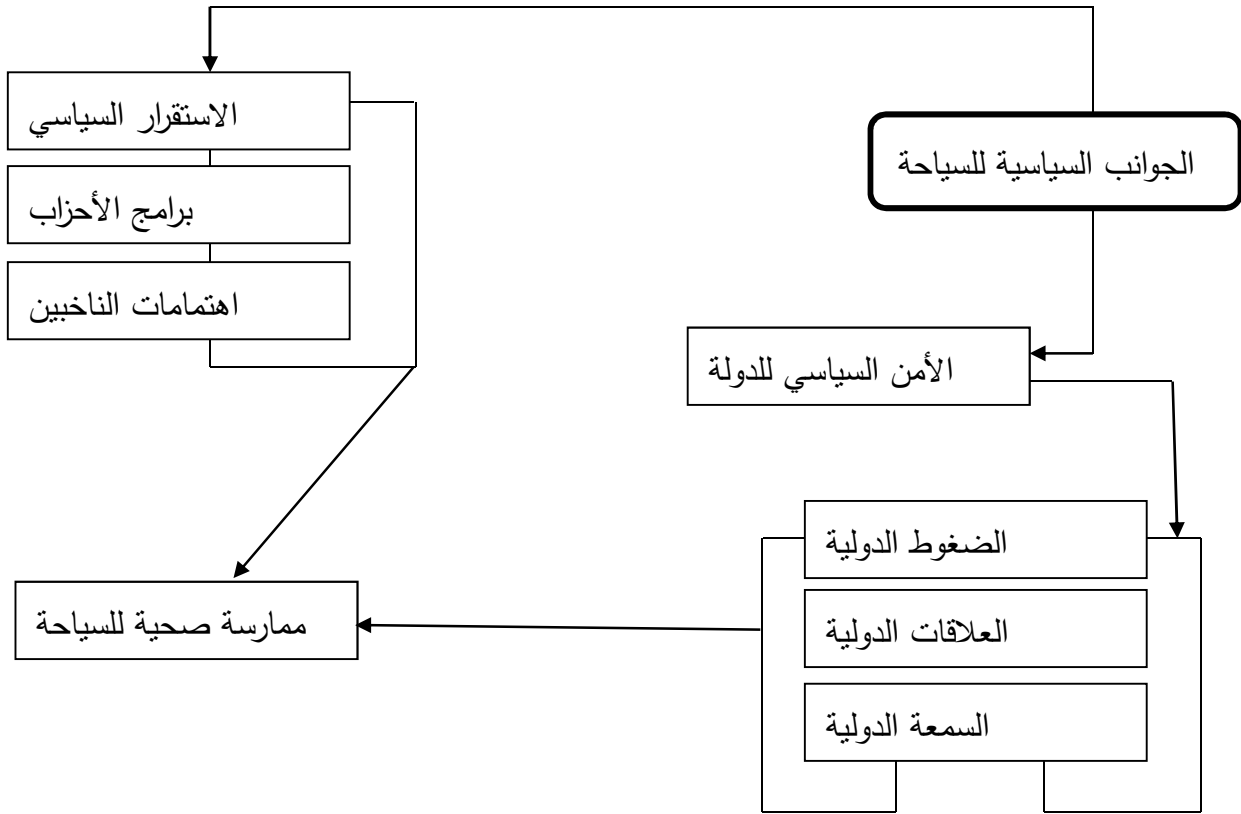 الجوانب السياسية للسياحة
الاستقرار السياسي
برامج الأحزاب
اهتمامات الناخبين
الأمن السياسي للدولة
الضغوط الدولية
العلاقات الدولية
السمعة الدولية
ممارسة صحية للسياحة